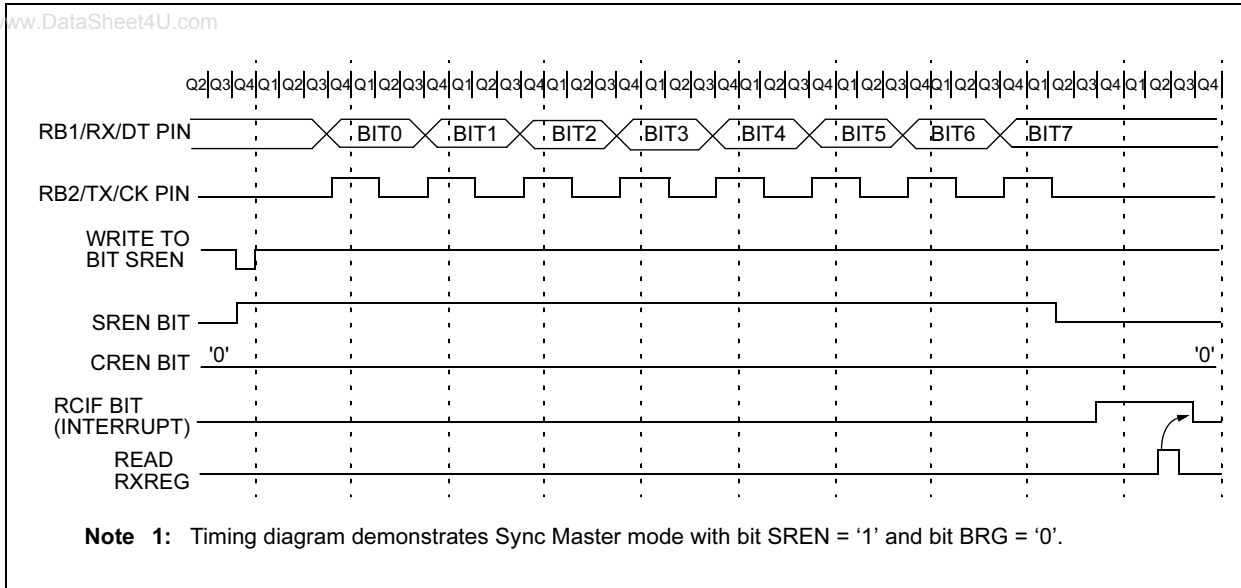 ww.DataSheet4U.com
Q2 Q3 Q4 Q1 Q2 Q3 Q4 Q1 Q2 Q3 Q4 Q1 Q2 Q3 Q4 Q1 Q2 Q3 Q4 Q1 Q2 Q3 Q4 Q1 Q2 Q3 Q4 Q1 Q2 Q3 Q4 Q1 Q2 Q3 Q4 Q1 Q2 Q3 Q4 Q1 Q2 Q3 Q4
RB1/RX/DT PIN BIT0 BIT1 BIT2 BIT3 BIT4 BIT5 BIT6 BIT7
RB2/TX/CK PIN
WRITE TO
BIT SREN
SREN BIT
CREN BIT '0' '0'
RCIF BIT
(INTERRUPT)
READ
RXREG
Note 1: Timing diagram demonstrates Sync Master mode with bit SREN = ‘1’ and bit BRG = ‘0’.